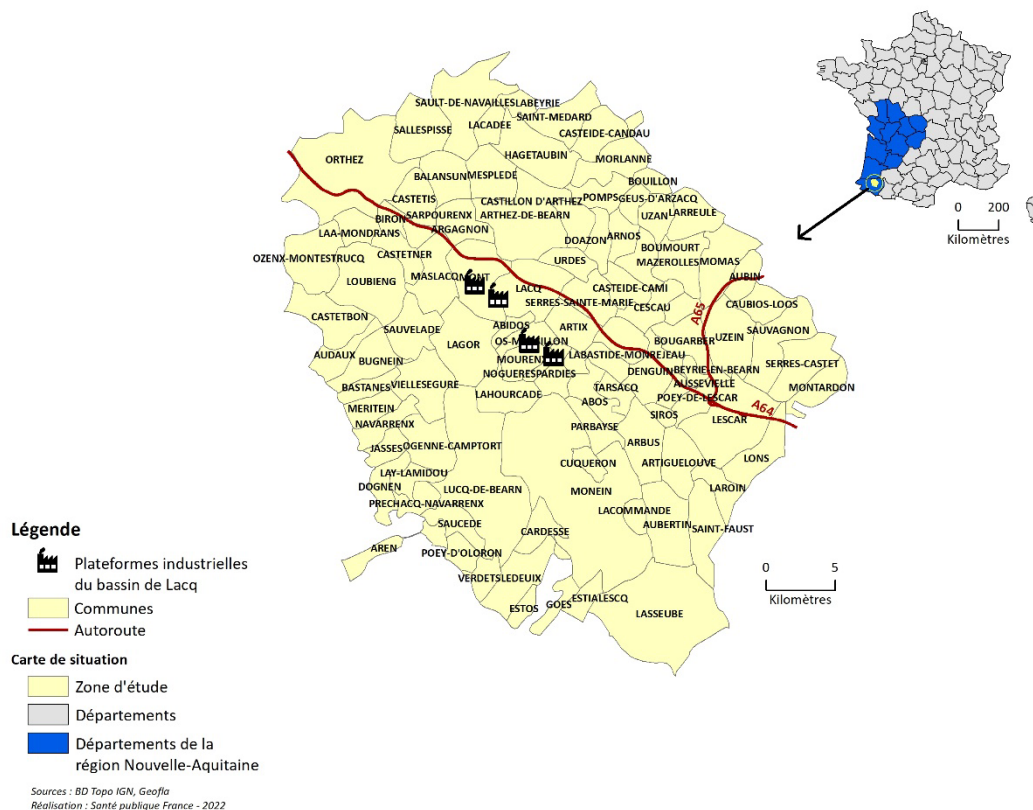 SAULT-DE-NAVAILLES LABEYRIE
SAINT-MEDARD
SALLESPISSE
LACADEE
CASTEIDE-CANDAU
ORTHEZ
HAGETAUBIN
MORLANNE
BALANSUN
MESPLEDE
BOUILLON
CASTETIS
CASTILLON D'ARTHEZ
POMPS
GEUS-D'ARZACQ
BIRON
SARPOURENX
ARTHEZ-DE-BEARN
UZAN
LARREULE
LAA-MONDRANS
ARGAGNON
DOAZON
ARNOS
BOUMOURT
OZENX-MONTESTRUCQ
CASTETNER
URDES
MAZEROLLES
MOMAS
LOUBIENG
MASLACQ
MONT
LACQ
CASTEIDE-CAMI
AUBIN
SERRES-SAINTE-MARIE
CESCAU
CAUBIOS-LOOS
CASTETBON
SAUVELADE
ABIDOS
ARTIX
A65
UZEIN
SAUVAGNON
LAGOR
BOUGARBER
AUDAUX
BUGNEIN
MOURENX
LABASTIDE-MONREJEAU
SERRES-CASTET
NOGUERES
PARDIES
DENGUIN
BEYRIE-EN-BEARN
BASTANES
VIELLESEGURE
LAHOURCADE
TARSACQ
AUSSEVIELLE
MONTARDON
ABOS
POEY-DE-LESCAR
A64
MERITEIN
SIROS
LESCAR
NAVARRENX
PARBAYSE
JASSES
OGENNE-CAMPTORT
ARBUS
LONS
CUQUERON
ARTIGUELOUVE
LAY-LAMIDOU
DOGNEN
LUCQ-DE-BEARN
MONEIN
LAROIN
PRECHACQ-NAVARRENX
LACOMMANDE
SAUCEDE
CARDESSE
AUBERTIN
SAINT-FAUST
AREN
POEY-D'OLORON
VERDETS
LEDEUIX
ESTIALESCQ
ESTOS
GOES
LASSEUBE
0 200
Kilomètres
0 5
Kilomètres
Légende
Plateformes industrielles
du bassin de Lacq
Communes
Autoroute
Carte de situation
Zone d'étude
Départements
Départements de la
région Nouvelle-Aquitaine
Sources : BD Topo IGN, Geofla
Réalisation : Santé publique France - 2022